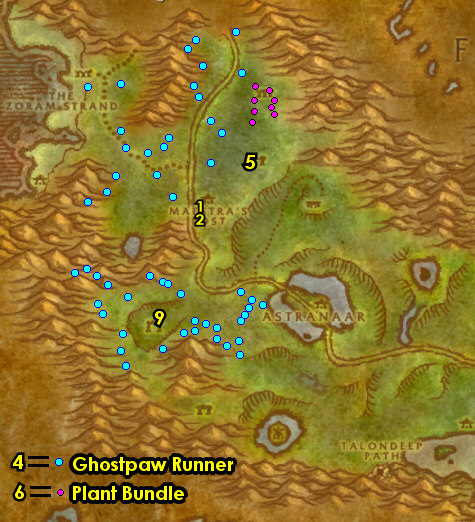 F
THE
ZORAM STRAND
5
1
MAESTRA'S
2
POST
9
ASTRANAAR
TALONDEEP
PATH
4 = Ghostpaw Runner
6 = Plant Bundle